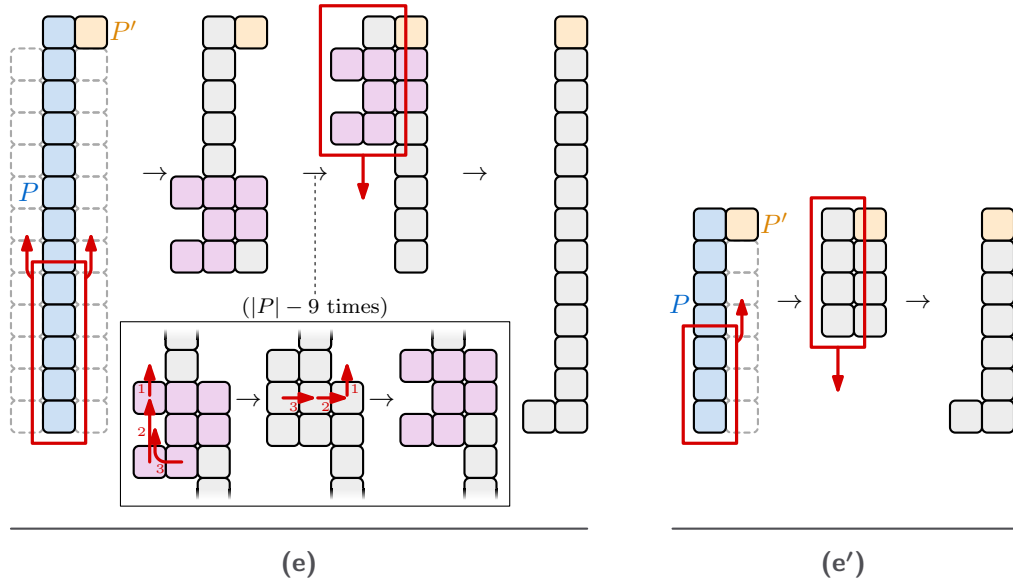 P′
→
→
→
P
P′
P
→
→
(|P| − 9 times)
1
2
3
→
3
2
1
→
(e)
(e′)